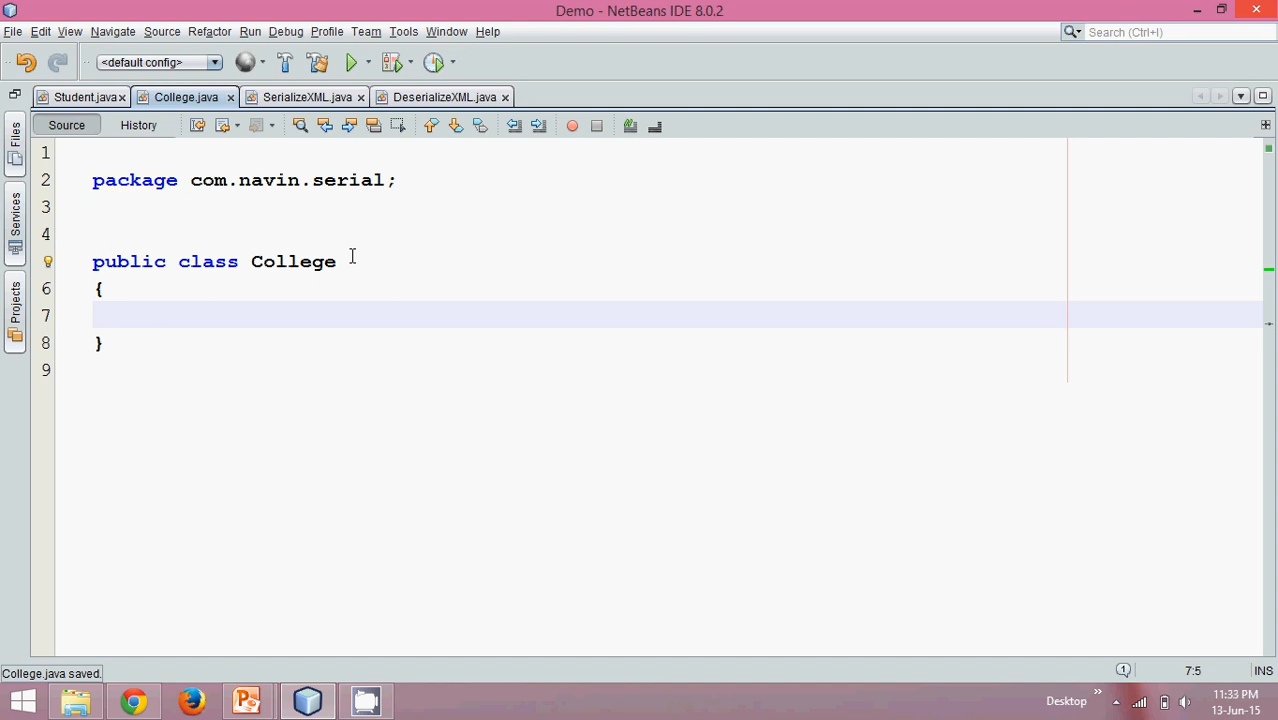 Demo - NetBeans IDE 8.0.2
File Edit View Navigate Source Refactor Run Debug Profile Team Tools Window Help
Search (Ctrl+I)
<default config>
Student.java College.java SerializeXML.java DeserializeXML.java
Source History
Files
Services
Projects
1
2 package com.navin.serial;
3
4
public class College
6 {
7
8 }
9
College.java saved.
1
7:5
INS
Desktop
11:33 PM
13-Jun-15